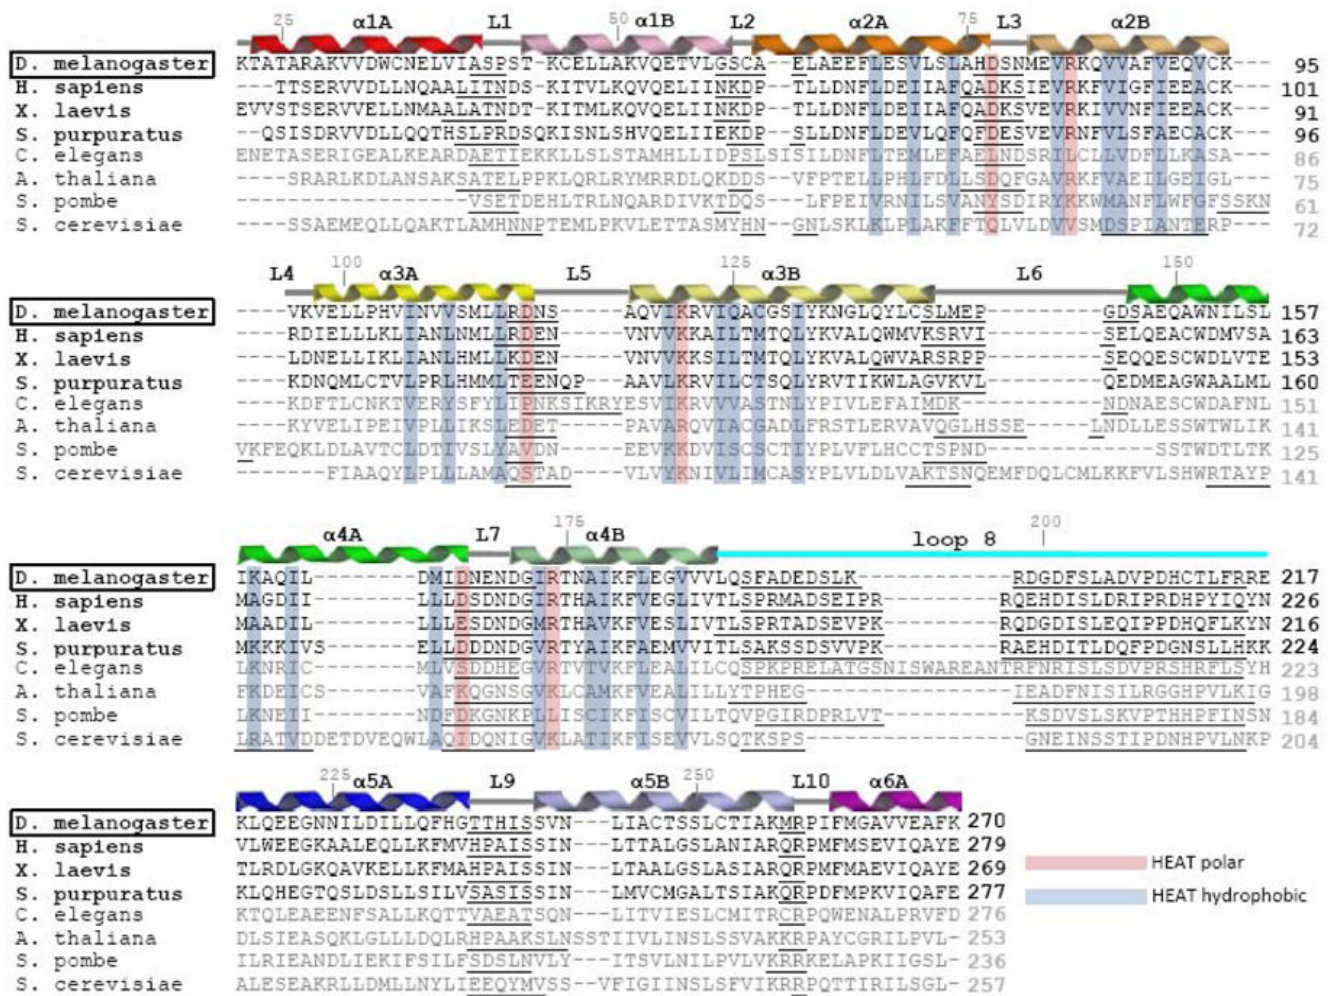 25 α1A L1 50 α1B L2 α2A 75 L3 α2B
D. melanogaster KTATARAKVVDWCNELVIASPST-KCELLAKVQETVLGSCA--ELAEEFLESVLSLAHDSNMEVRKQVVAFVEQVCK--- 95
H. sapiens ---TTSERVVDLLNQAALITNDS-KITVLKQVQELIINKDP--TLLDNFLDEIIAFQADKSIEVRKFVIGFIEEACK--- 101
X. laevis EVVSTSERVVELLNMAALATNDT-KITMLKQVQELIINKDP--TLLDNFLDEIIAFQADKSIEVRKFVIGFIEEACK--- 91
S. purpuratus --QSISDRVVDLLQQTHSLPRDSQKISNLSHVQELIIEKDP--SLLDNFLDEVLQFQFDESVEVRNFVLSFAECACK--- 96
C. elegans ENETASERIGEALKEARDAETIEKKLLSLSTAMHLLIDPSLSISILDNFLTEMLEFAELNDSRILCLLVDFLLKASA--- 86
A. thaliana ----SRARLKDLANSAKSATELPPKLQRLRYMRRDLQKDDS--VFPTELLPHLFDLLSDQFGAVRKFVAEILGEIGL--- 75
S. pombe ------------------VSETDEHLTRLNQARDIVKTDQS--LFPEIVRNILSVANYSDIRYKKWMANFLWFGFSSKN 61
S. cerevisiae ---SSAEMEQLLQAKTLAMHNNPTEMLPKVLETTASMYHN--GNLSKLKLPLAKFFTQLVLDVVSMDSPIANTERP--- 72
L4 100 α3A L5 125 α3B L6 150
D. melanogaster ----VKVELLPHVINVVSMLLRDNS-----AQVIKRVIQACGSIYKNGLQYLCSLMEP---------GDSAEQAWNILSL 157
H. sapiens ----RDIELLLKLIANLNMLLRDEN-----VNVVKKAILTMTQLYKVALQWMVKSRVI---------SELQEACWDMVSA 163
X. laevis ----LDNELLIKLIANLHMLLKDEN-----VNVVKKSILTMTQLYKVALQWVARSRPP---------SEQQESCWDLVTE 153
S. purpuratus ----KDNQMLCTVLPRLHMMLTEENQP---AAVLKRVILCTSQLYRVTIKWLAGVKVL---------QEDMEAGWAALML 160
C. elegans ----KDFTLCNKTVERYSFYLIPNKSIKRYESVIKRVVVASTNLYPIVLEFAIMDK-----------NDNAESCWDAFNL 151
A. thaliana ----KYVELIPEIVPLLIKSLEDET-----PAVARQVIACGADLFRSTLERVAVQGLHSSE-----LNDLLESSWTWLIK 141
S. pombe VKFEQKLDLAVTCLDTIVSLYAVDN-----EEVKKDVICTFCSIYPVLFLHCCTSPND-----------SSTWDTLTK 125
S. cerevisiae -------FIAAQYLPLLLAMAQSTAD----VLVYKNIVLIMCASYPLVLDLVAKTSNQEMFDQLCMLKKFVLSHWRTAYP 141
α4A L7 175 α4B loop 8 200
D. melanogaster IKAQIL---------DMIDNENDGIRTNAIKFLEGVVVLQSFADEDSLK------------RDGDFSLADVPDHCTLFRRE 217
H. sapiens MAGDII---------LLLDSDNDGIRTHAIKFVEGLIVTLSPRMADSEIPR----------RQEHDISLDRIPRDHPYIQYN 226
X. laevis MAADIL---------LLLESDNDGMRTHAVKFVESLIVTLSPRTADSDVPK----------RQDGDISLEQIPPDHQFLKYN 216
S. purpuratus MKKKIVS--------ELLDDDNDGVRTYAIKFAEMVVITLSAKSSDSVVPK----------RAEHDITLDQFPDGNSLLHKK 224
C. elegans LKNRIC---------MLVSDDHEGVRTVTVKFLEALILCQSPKPRELATGSNISWAREANTRFNRISLSDVPRSHRFLSYH 223
A. thaliana FKDEICS--------VAFKQGNSGVKLCAMKFVEALILLYTPHEG----------------IEADFNISILRGGHPVLKIG 198
S. pombe LKNEII---------NDFDKGNKPLLISCIKFISCVILTQVPGIRDPRLVT-----------KSDVSLSKVPTHHPFINSN 184
S. cerevisiae LRATVDDETDVEQWLAQFDQNIGVKLATIKFISEVVLSQTKSPS------------------GNEINSSTIPDNHPVLNKP 204
225 α5A L9 α5B 250 L10 α6A
D. melanogaster KLQEEGNNILDILLQFHGTTHISSVN---LIACTSSLCTIAKMRPIFMGAVVEAFK 270
H. sapiens VLWEEGKAALEQLLKFMVHPAISSIN---LTTALGSLANIARQRPMFMSEVIQAYE 279
X. laevis TLRDLGKQAVKELLKFMAHPAISSIN---LTAALGSLASIARQRPMFMAEVIQAYE 269
S. purpuratus KLQHEGTQSLDSLLSILVSASISSIN---LMVCMGALTSIAKQRPDFMPKVIQAFE 277
C. elegans KTQLEAEENFSALLKQTTVAEATSQN---LITVIESLCMITRCRPQWENALPRVFD 276
A. thaliana DLSIEASQKLGLLLDQLRHPAAKSLNSSTIIVLINSLSSVAKKRPAYCGRILPVL- 253
S. pombe ILRIEANDLIEKIFSILFSDSLNVLY---ITSVLNILPVLVKRRKELAPKIIGSL- 236
S. cerevisiae ALESEAKRLLDMLLNYLIEEQYMVSS--VFIGIINSLSFVIKRRPQTTIRILSGL- 257
HEAT polar
HEAT hydrophobic